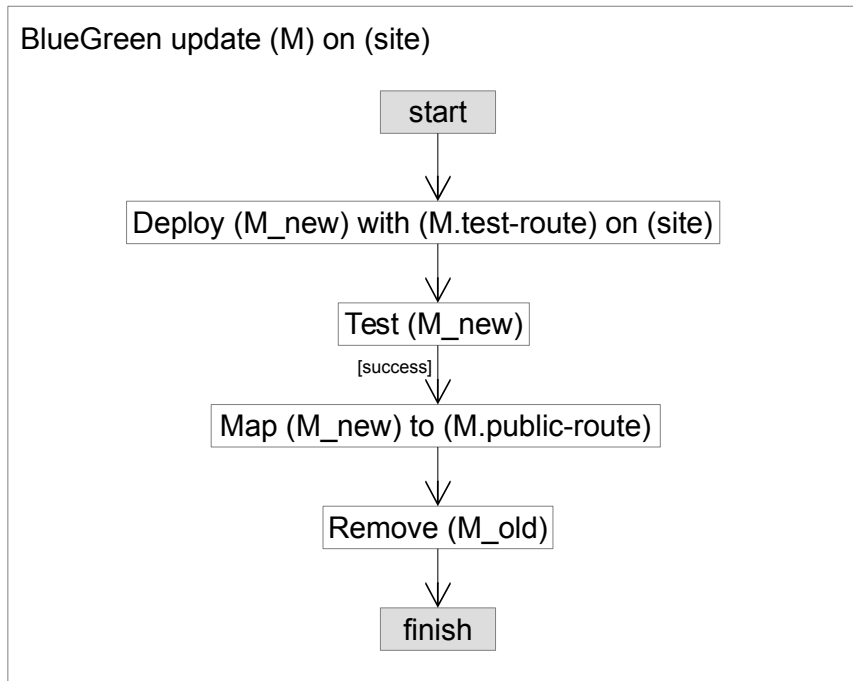 BlueGreen update (M) on (site)
start
Deploy (M_new) with (M.test-route) on (site)
Test (M_new)
[success]
Map (M_new) to (M.public-route)
Remove (M_old)
finish